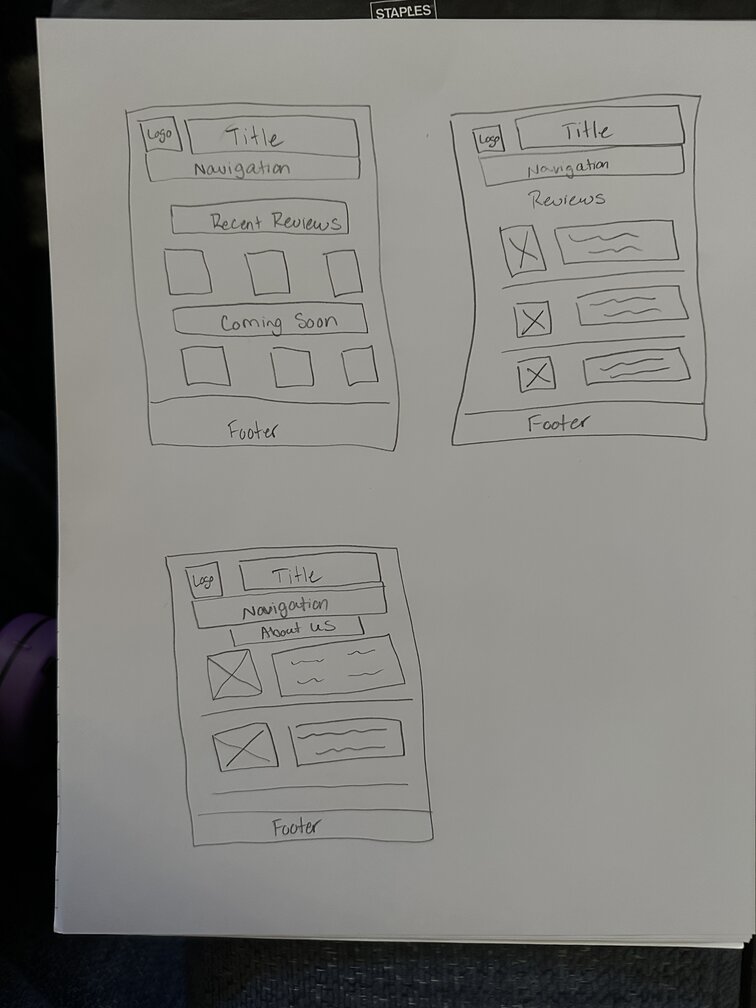 STAPLES
Logo
Title
Navigation
Recent Reviews
Coming Soon
Footer
Logo
Title
Navigation
Reviews
Footer
Logo
Title
Navigation
About us
Footer